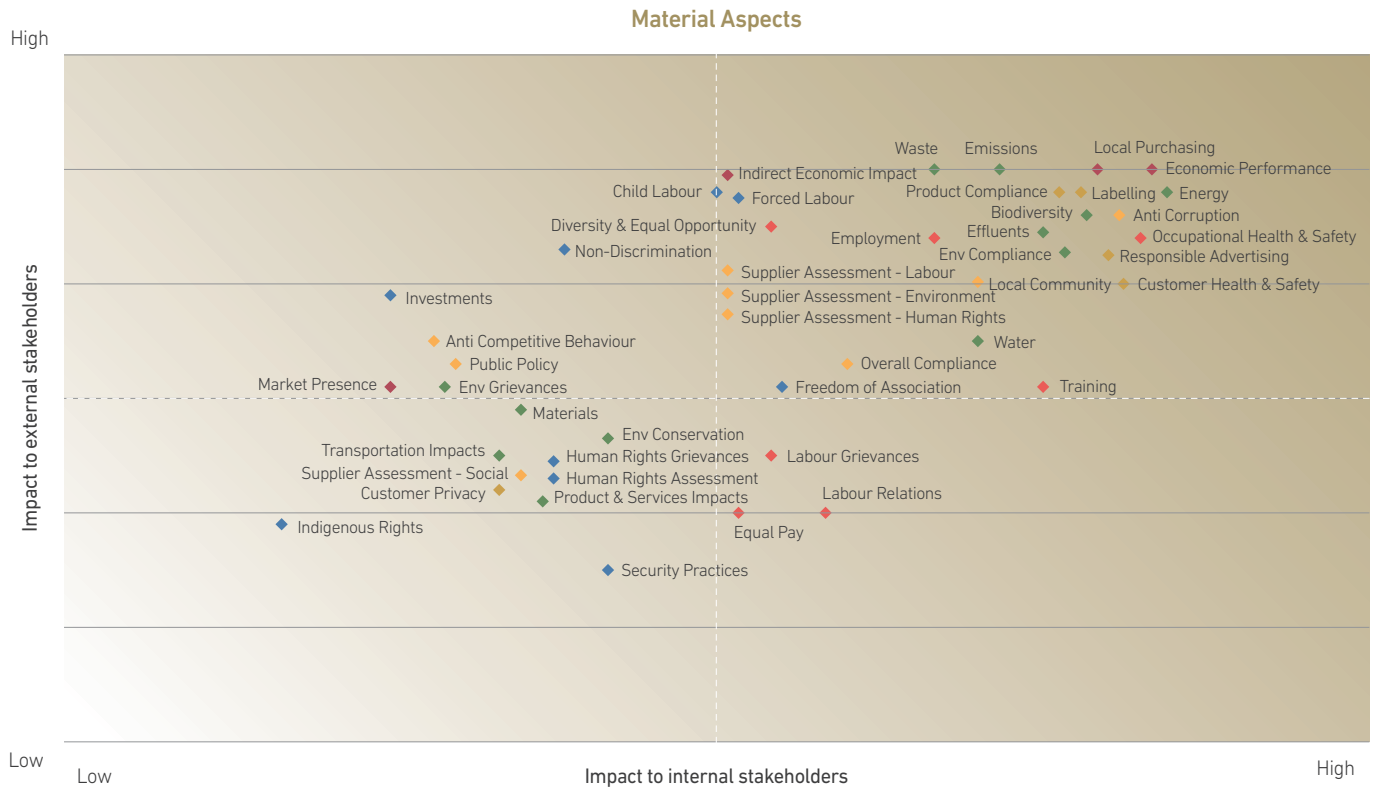 Material Aspects
High
Waste
Emissions
Local Purchasing
Indirect Economic Impact
Economic Performance
Child Labour
Forced Labour
Product Compliance
Labelling
Energy
Diversity & Equal Opportunity
Biodiversity
Anti Corruption
Employment
Effluents
Occupational Health & Safety
Non-Discrimination
Env Compliance
Responsible Advertising
Supplier Assessment - Labour
Local Community
Customer Health & Safety
Investments
Supplier Assessment - Environment
Supplier Assessment - Human Rights
Anti Competitive Behaviour
Water
Public Policy
Overall Compliance
Market Presence
Env Grievances
Freedom of Association
Training
Materials
Env Conservation
Transportation Impacts
Human Rights Grievances
Labour Grievances
Supplier Assessment - Social
Human Rights Assessment
Customer Privacy
Product & Services Impacts
Labour Relations
Indigenous Rights
Equal Pay
Security Practices
Impact to external stakeholders
Low
Low
Impact to internal stakeholders
High